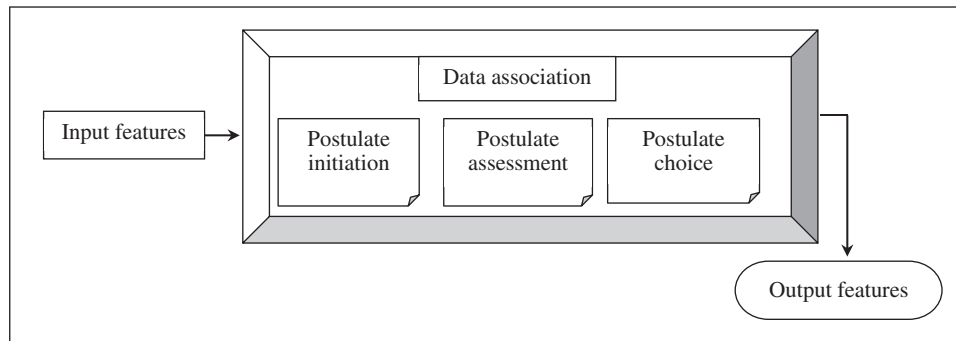 Data association
Input features
Postulate
initiation
Postulate
assessment
Postulate
choice
Output features